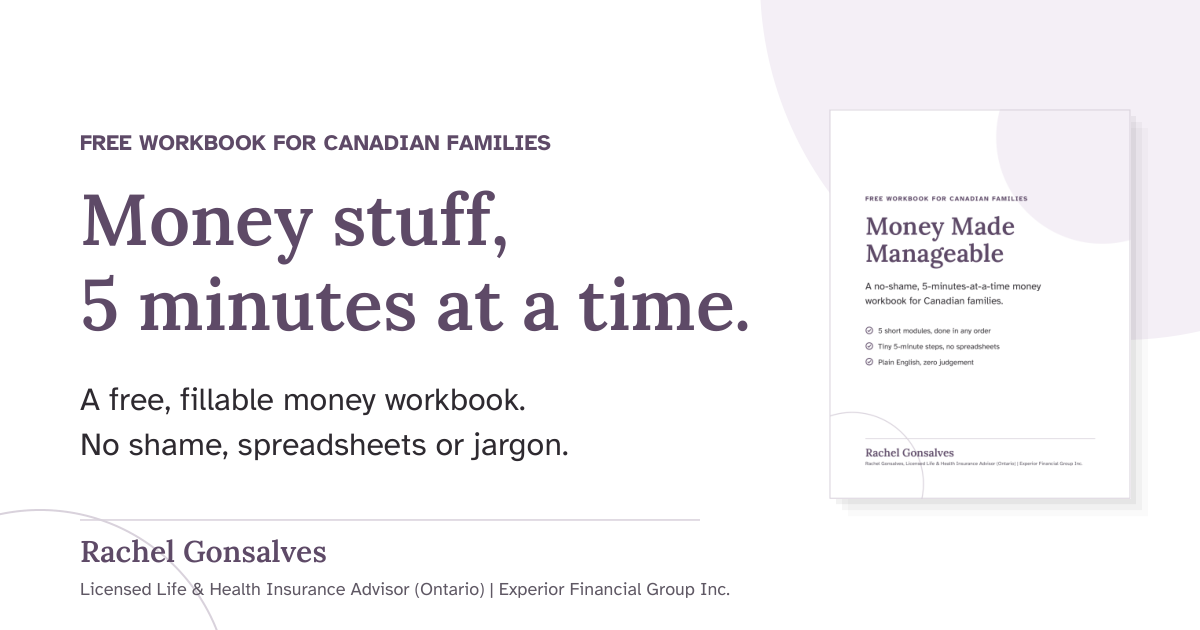 FREE WORKBOOK FOR CANADIAN FAMILIES
Money stuff,
5 minutes at a time.
A free, fillable money workbook.
No shame, spreadsheets or jargon.
Rachel Gonsalves
Licensed Life & Health Insurance Advisor (Ontario) | Experior Financial Group Inc.
FREE WORKBOOK FOR CANADIAN FAMILIES
Money Made
Manageable
A no-shame, 5-minutes-at-a-time money
workbook for Canadian families.
5 short modules, done in any order
Tiny 5-minute steps, no spreadsheets
Plain English, zero judgement
Rachel Gonsalves
Rachel Gonsalves, Licensed Life & Health Insurance Advisor (Ontario) | Experior Financial Group Inc.